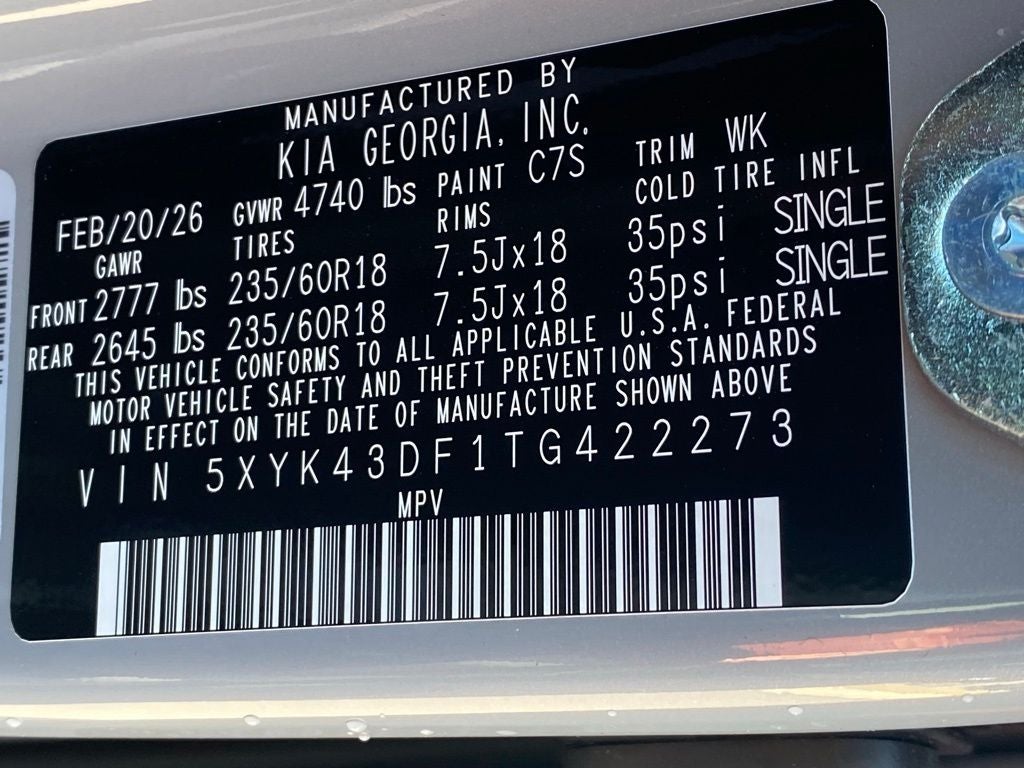 MANUFACTURED BY
KIA GEORGIA, INC.
FEB/20/26 GVWR 4740 lbs PAINT C7S TRIM WK
GAWR TIRES RIMS COLD TIRE INFL
FRONT 2777 lbs 235/60R18 7.5Jx18 35psi SINGLE
REAR 2645 lbs 235/60R18 7.5Jx18 35psi SINGLE
THIS VEHICLE CONFORMS TO ALL APPLICABLE U.S.A. FEDERAL
MOTOR VEHICLE SAFETY AND THEFT PREVENTION STANDARDS
IN EFFECT ON THE DATE OF MANUFACTURE SHOWN ABOVE
VIN 5XYK43DF1TG422273
MPV